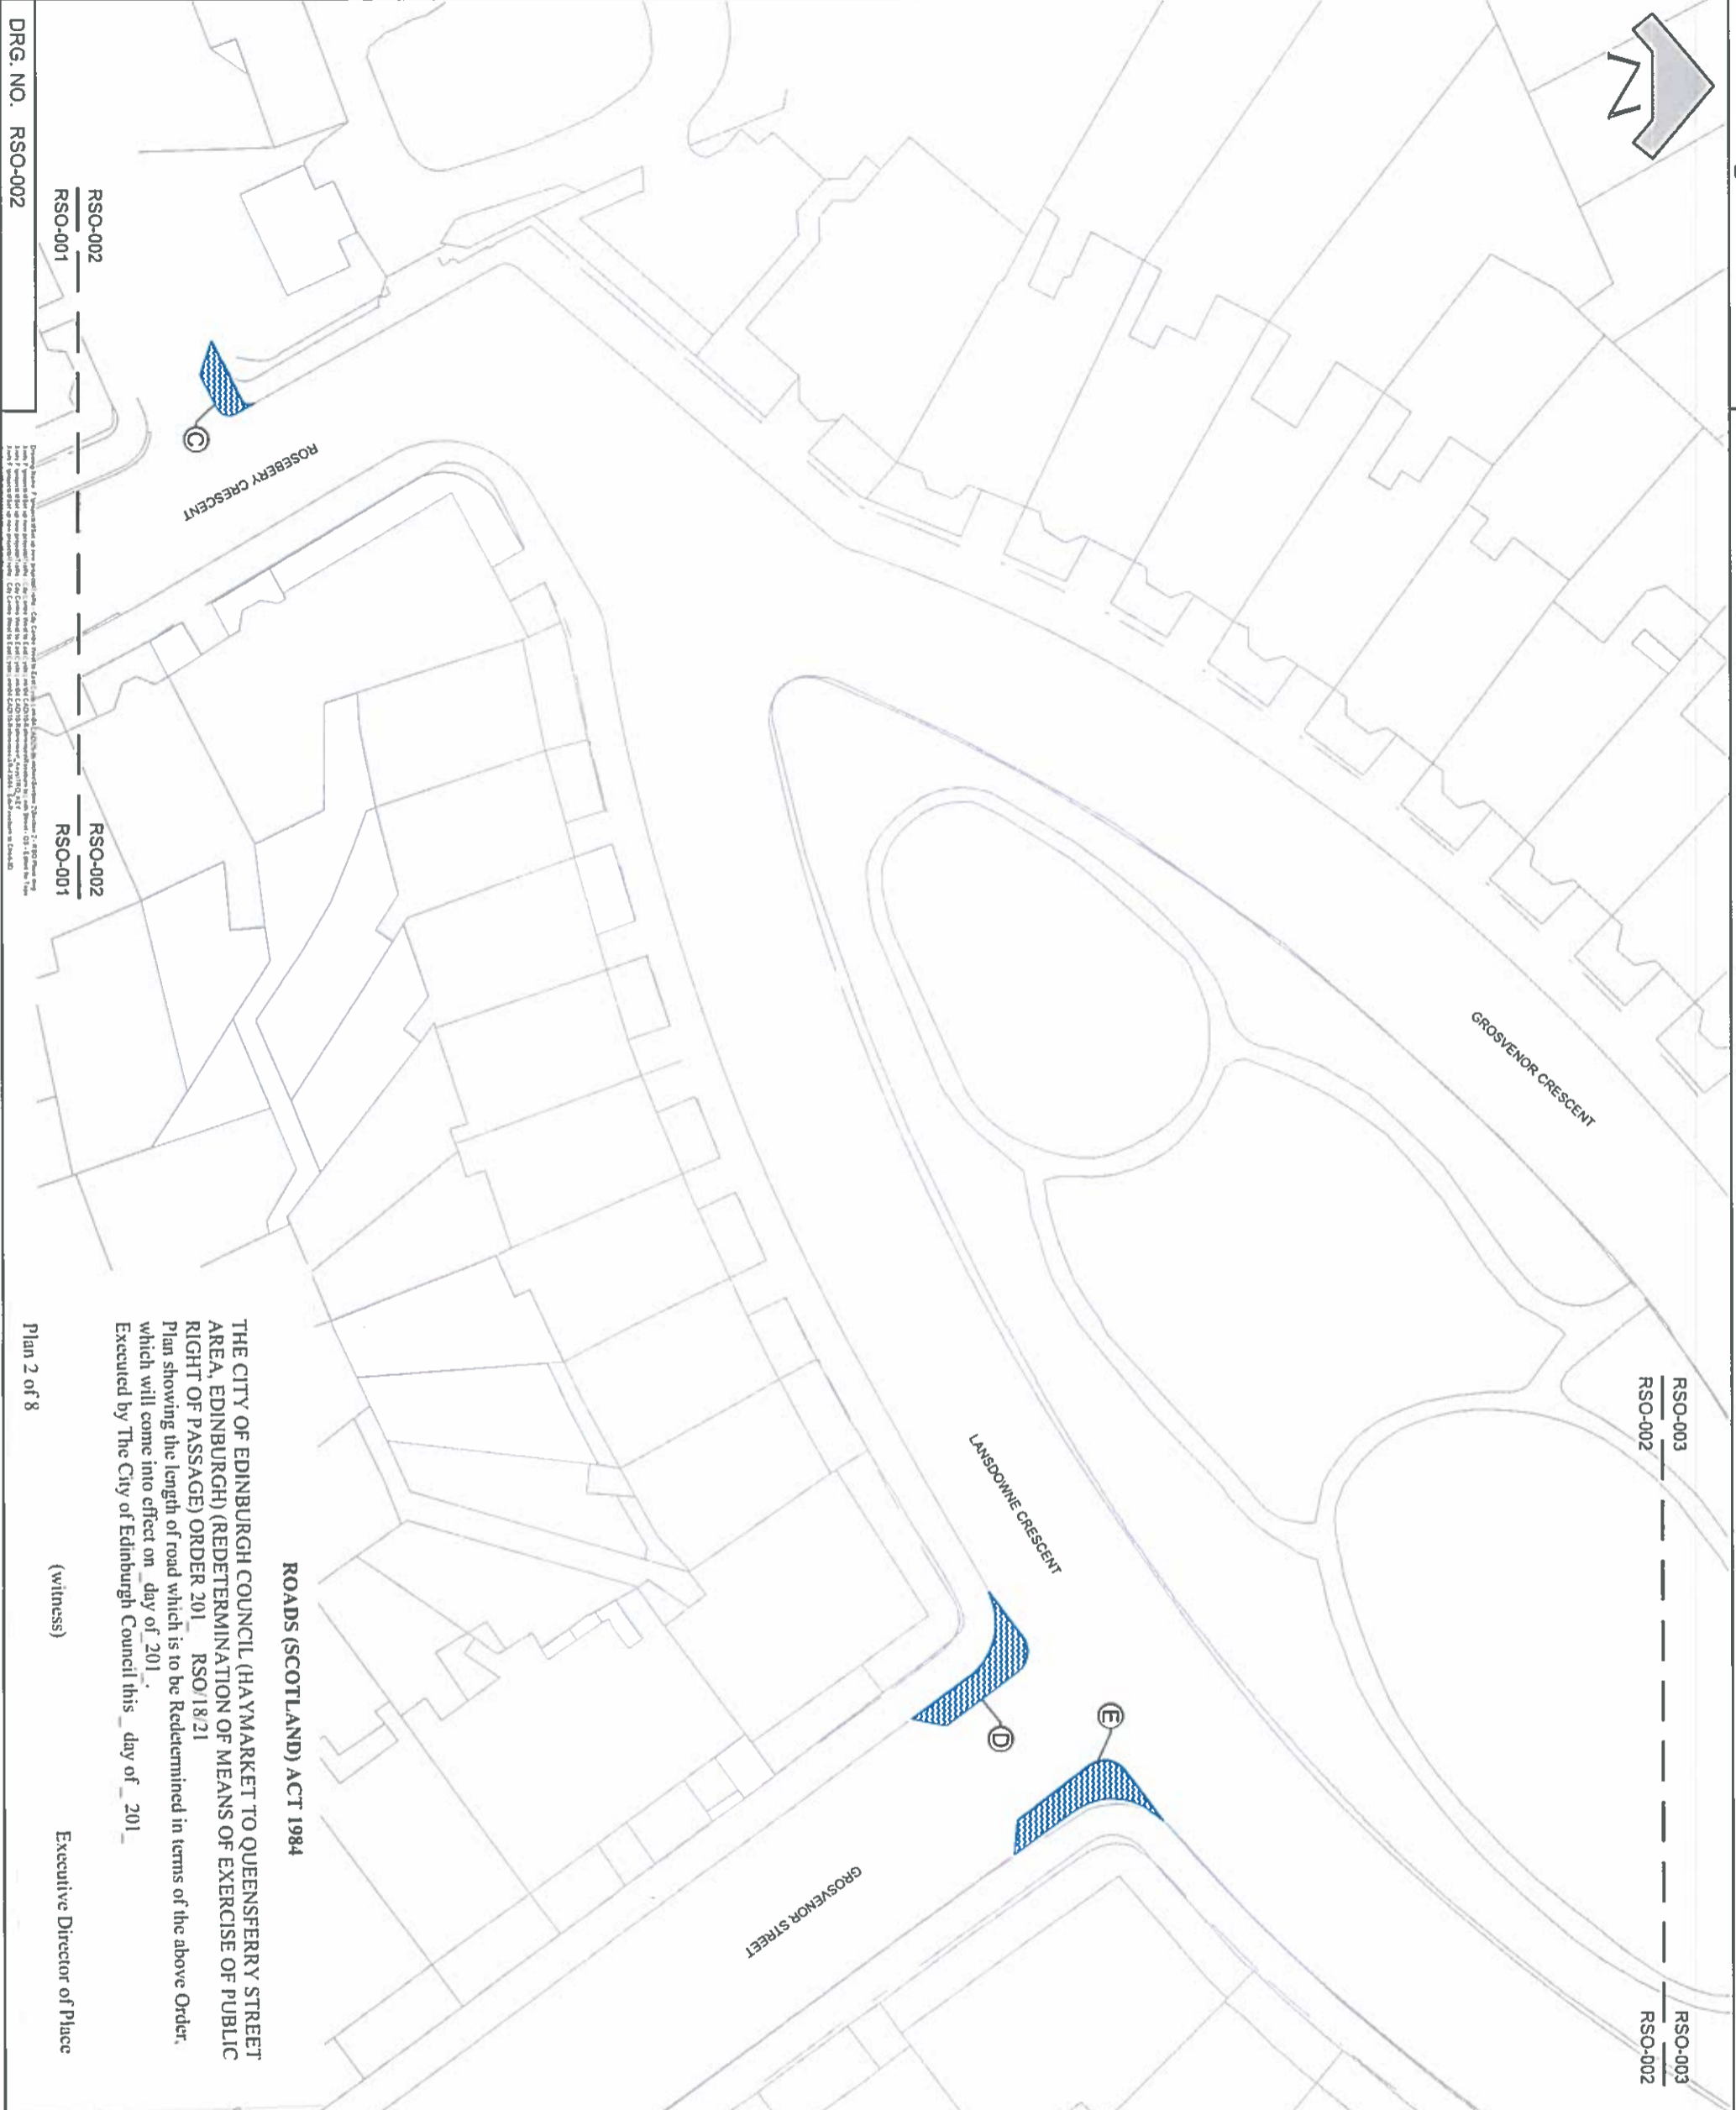 N
RSO-003
RSO-002
RSO-003
RSO-002
GROSVENOR CRESCENT
LANSDOWNE CRESCENT
E
D
GROSVENOR STREET
ROSEBERY CRESCENT
C
RSO-002
RSO-001
RSO-002
RSO-001
ROADS (SCOTLAND) ACT 1984
THE CITY OF EDINBURGH COUNCIL (HAYMARKET TO QUEENSFERRY STREET
AREA, EDINBURGH) (REDETERMINATION OF MEANS OF EXERCISE OF PUBLIC
RIGHT OF PASSAGE) ORDER 201_ RSO/18/21
Plan showing the length of road which is to be Redetermined in terms of the above Order,
which will come into effect on _ day of _ 201_.
Executed by The City of Edinburgh Council this _ day of _ 201_
(witness) Executive Director of Place
Plan 2 of 8
DRG. NO. RSO-002